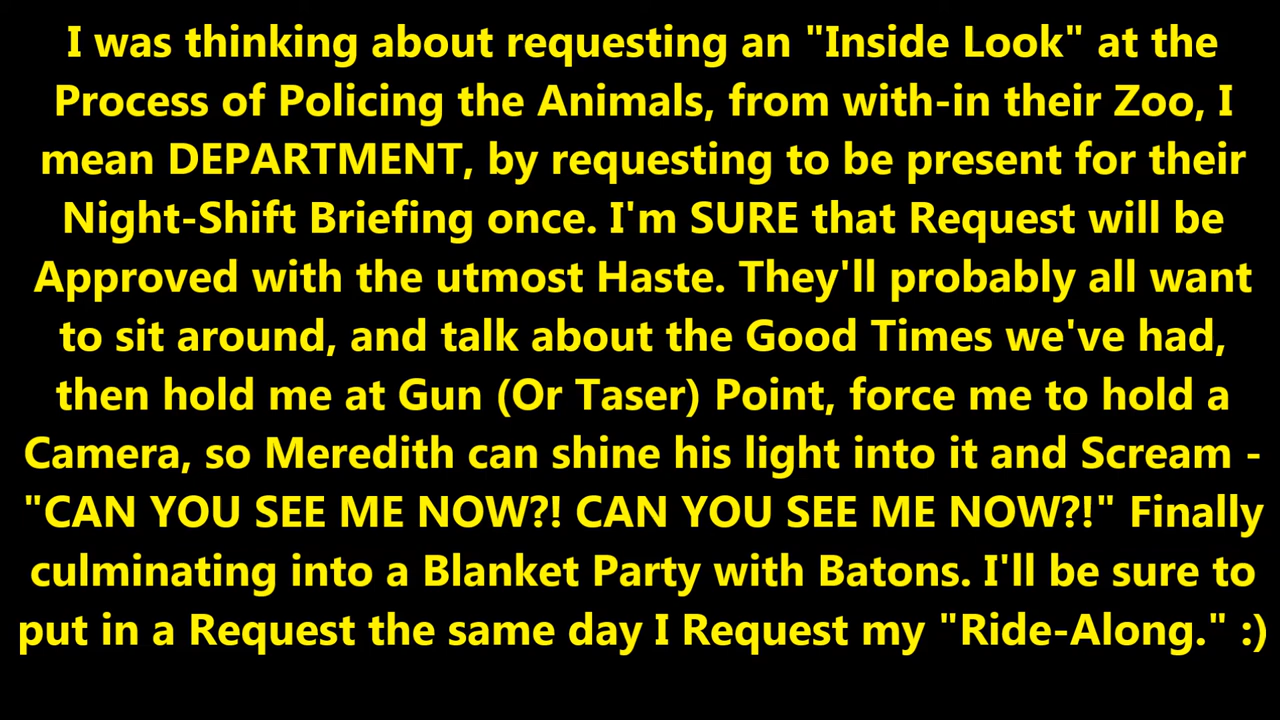 I was thinking about requesting an "Inside Look" at the
Process of Policing the Animals, from with-in their Zoo, I
mean DEPARTMENT, by requesting to be present for their
Night-Shift Briefing once. I'm SURE that Request will be
Approved with the utmost Haste. They'll probably all want
to sit around, and talk about the Good Times we've had,
then hold me at Gun (Or Taser) Point, force me to hold a
Camera, so Meredith can shine his light into it and Scream -
"CAN YOU SEE ME NOW?! CAN YOU SEE ME NOW?!" Finally
culminating into a Blanket Party with Batons. I'll be sure to
put in a Request the same day I Request my "Ride-Along." :)